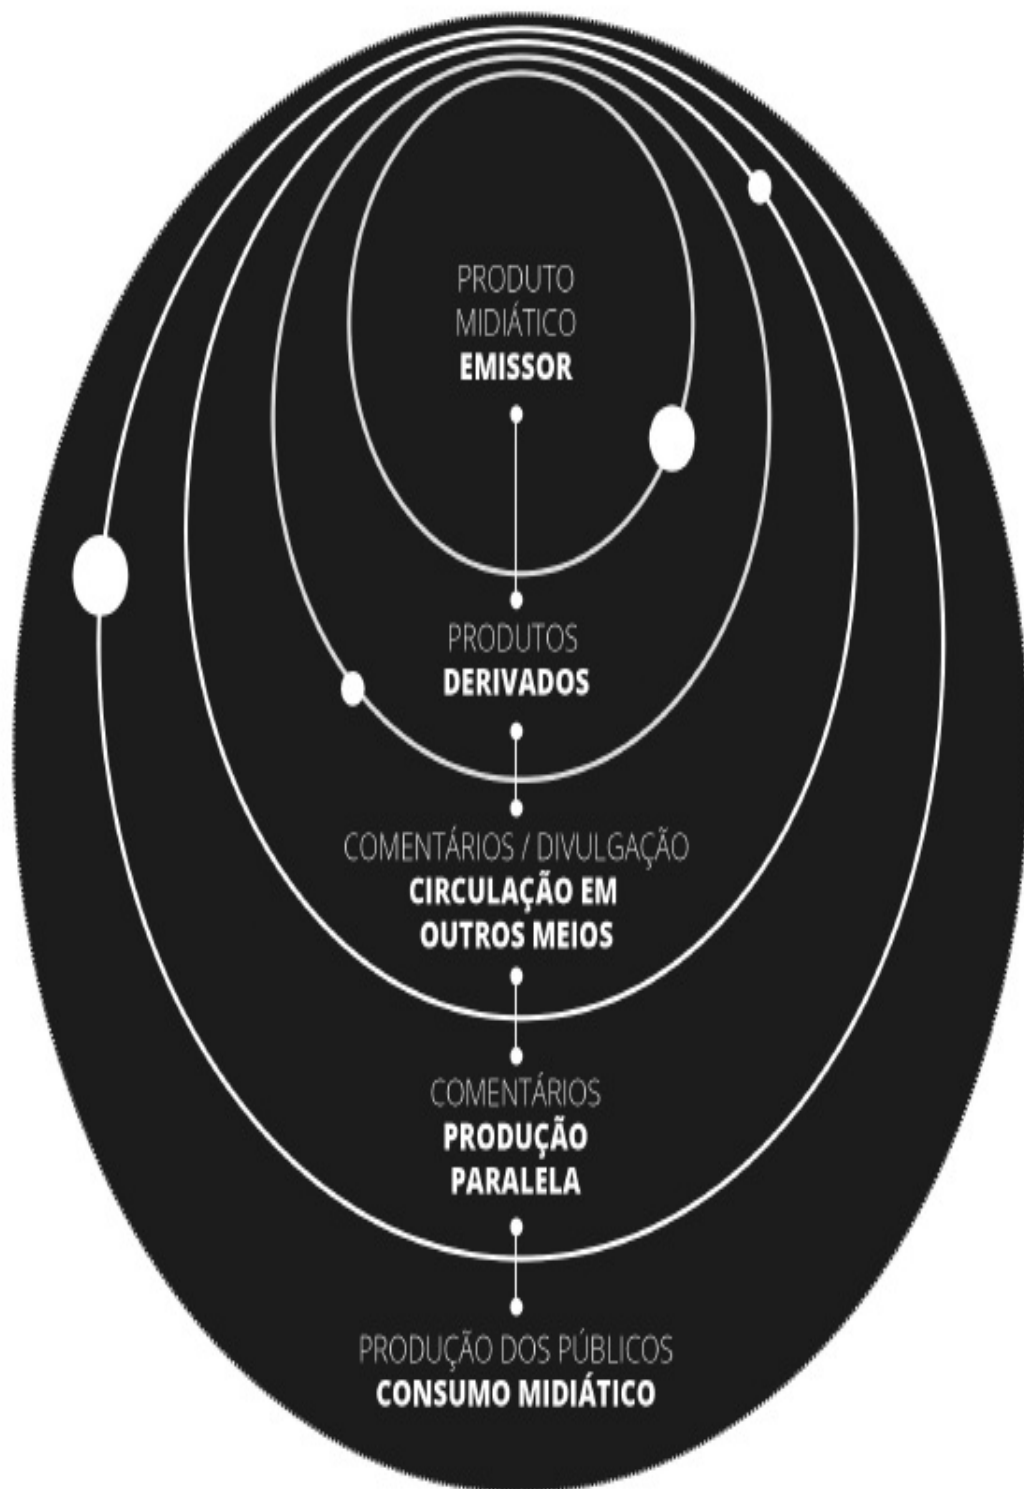 PRODUTO
MIDIÁTICO
EMISSOR
PRODUTOS
DERIVADOS
COMENTÁRIOS / DIVULGAÇÃO
CIRCULAÇÃO EM
OUTROS MEIOS
COMENTÁRIOS
PRODUÇÃO
PARALELA
PRODUÇÃO DOS PÚBLICOS
CONSUMO MIDIÁTICO